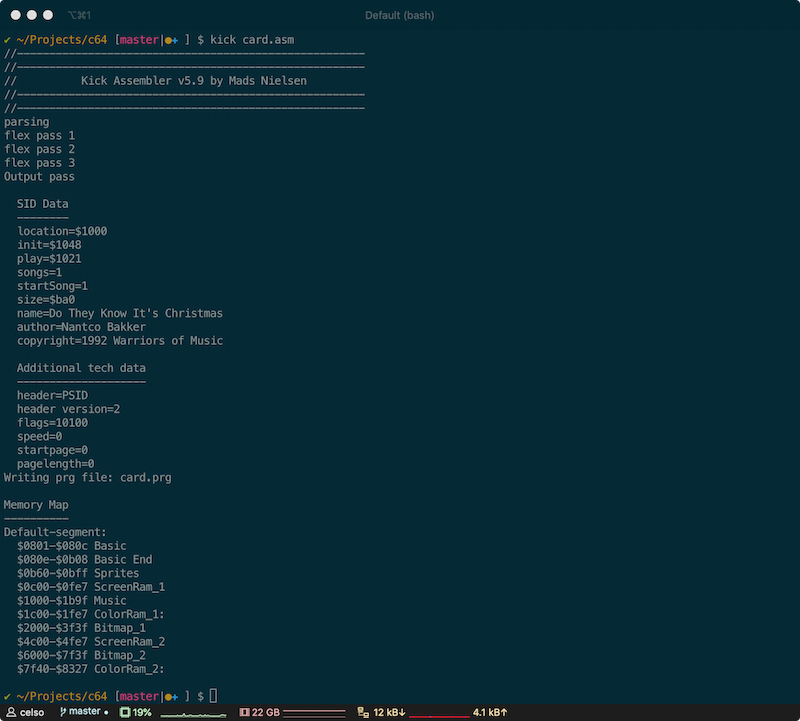 ⌥⌘1 Default (bash)
✔ ~/Projects/c64 [master|●✚ ] $ kick card.asm
//------------------------------------------------------
//------------------------------------------------------
//          Kick Assembler v5.9 by Mads Nielsen
//------------------------------------------------------
//------------------------------------------------------
parsing
flex pass 1
flex pass 2
flex pass 3
Output pass
SID Data
--------
location=$1000
init=$1048
play=$1021
songs=1
startSong=1
size=$ba0
name=Do They Know It's Christmas
author=Nantco Bakker
copyright=1992 Warriors of Music
Additional tech data
--------------------
header=PSID
header version=2
flags=10100
speed=0
startpage=0
pagelength=0
Writing prg file: card.prg
Memory Map
----------
Default-segment:
$0801-$080c Basic
$080e-$0b08 Basic End
$0b60-$0bff Sprites
$0c00-$0fe7 ScreenRam_1
$1000-$1b9f Music
$1c00-$1fe7 ColorRam_1:
$2000-$3f3f Bitmap_1
$4c00-$4fe7 ScreenRam_2
$6000-$7f3f Bitmap_2
$7f40-$8327 ColorRam_2:
✔ ~/Projects/c64 [master|●✚ ] $
celso master • 19% 22 GB 12 kB↓ 4.1 kB↑